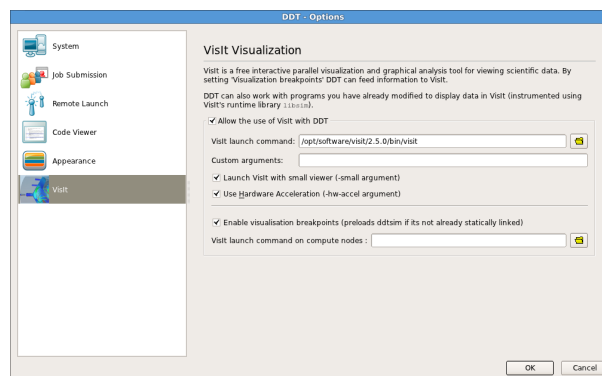 DDT - Options
System
Job Submission
Remote Launch
Code Viewer
Appearance
VisIt
VisIt Visualization
VisIt is a free interactive parallel visualization and graphical analysis tool for viewing scientific data. By
setting 'Visualization breakpoints' DDT can feed information to VisIt.
DDT can also work with programs you have already modified to display data in VisIt (instrumented using
VisIt's runtime library libsim).
Allow the use of VisIt with DDT
VisIt launch command: /opt/software/visit/2.5.0/bin/visit
Custom arguments:
Launch VisIt with small viewer (-small argument)
Use Hardware Acceleration (-hw-accel argument)
Enable visualisation breakpoints (preloads ddtsim if its not already statically linked)
VisIt launch command on compute nodes :
OK Cancel